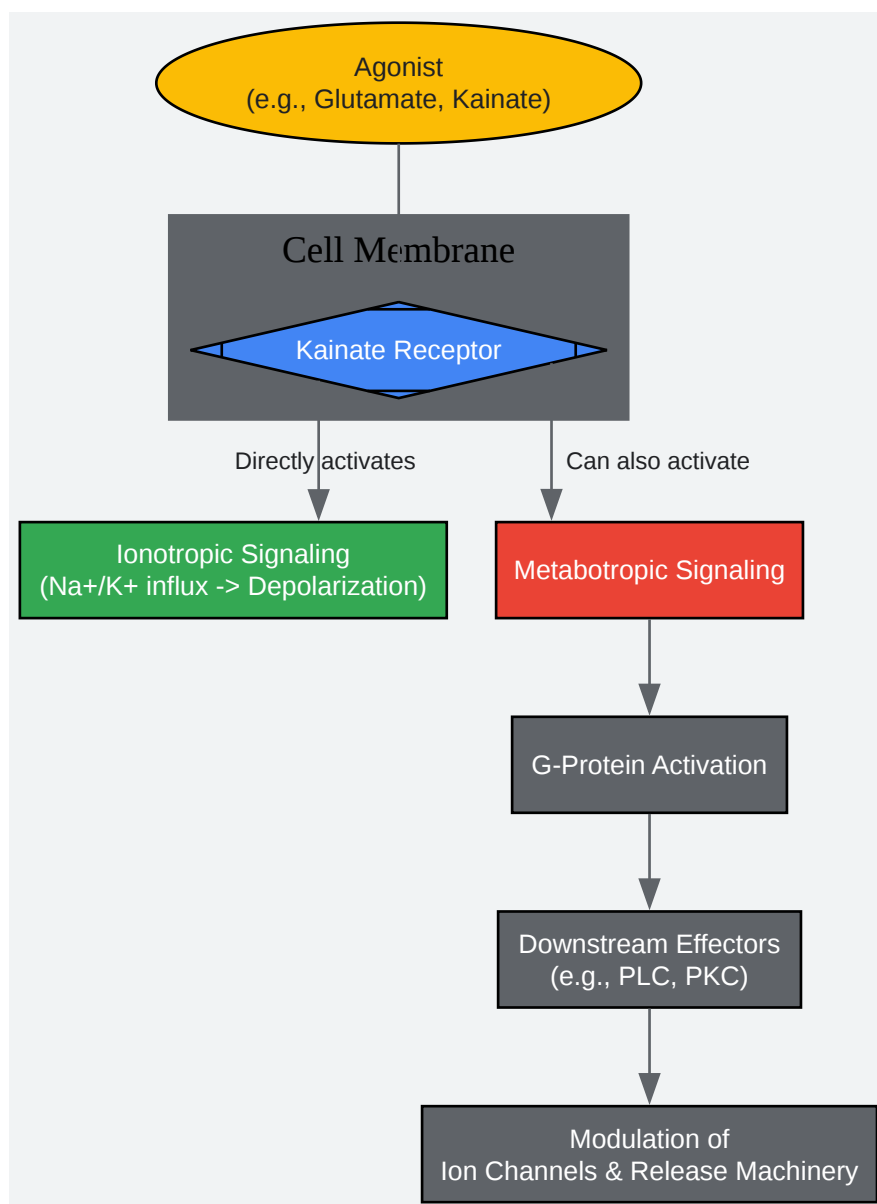 Agonist
(e.g., Glutamate, Kainate)
Cell Membrane
Kainate Receptor
Directly activates
Can also activate
Ionotropic Signaling
(Na+/K+ influx -> Depolarization)
Metabotropic Signaling
G-Protein Activation
Downstream Effectors
(e.g., PLC, PKC)
Modulation of
Ion Channels & Release Machinery